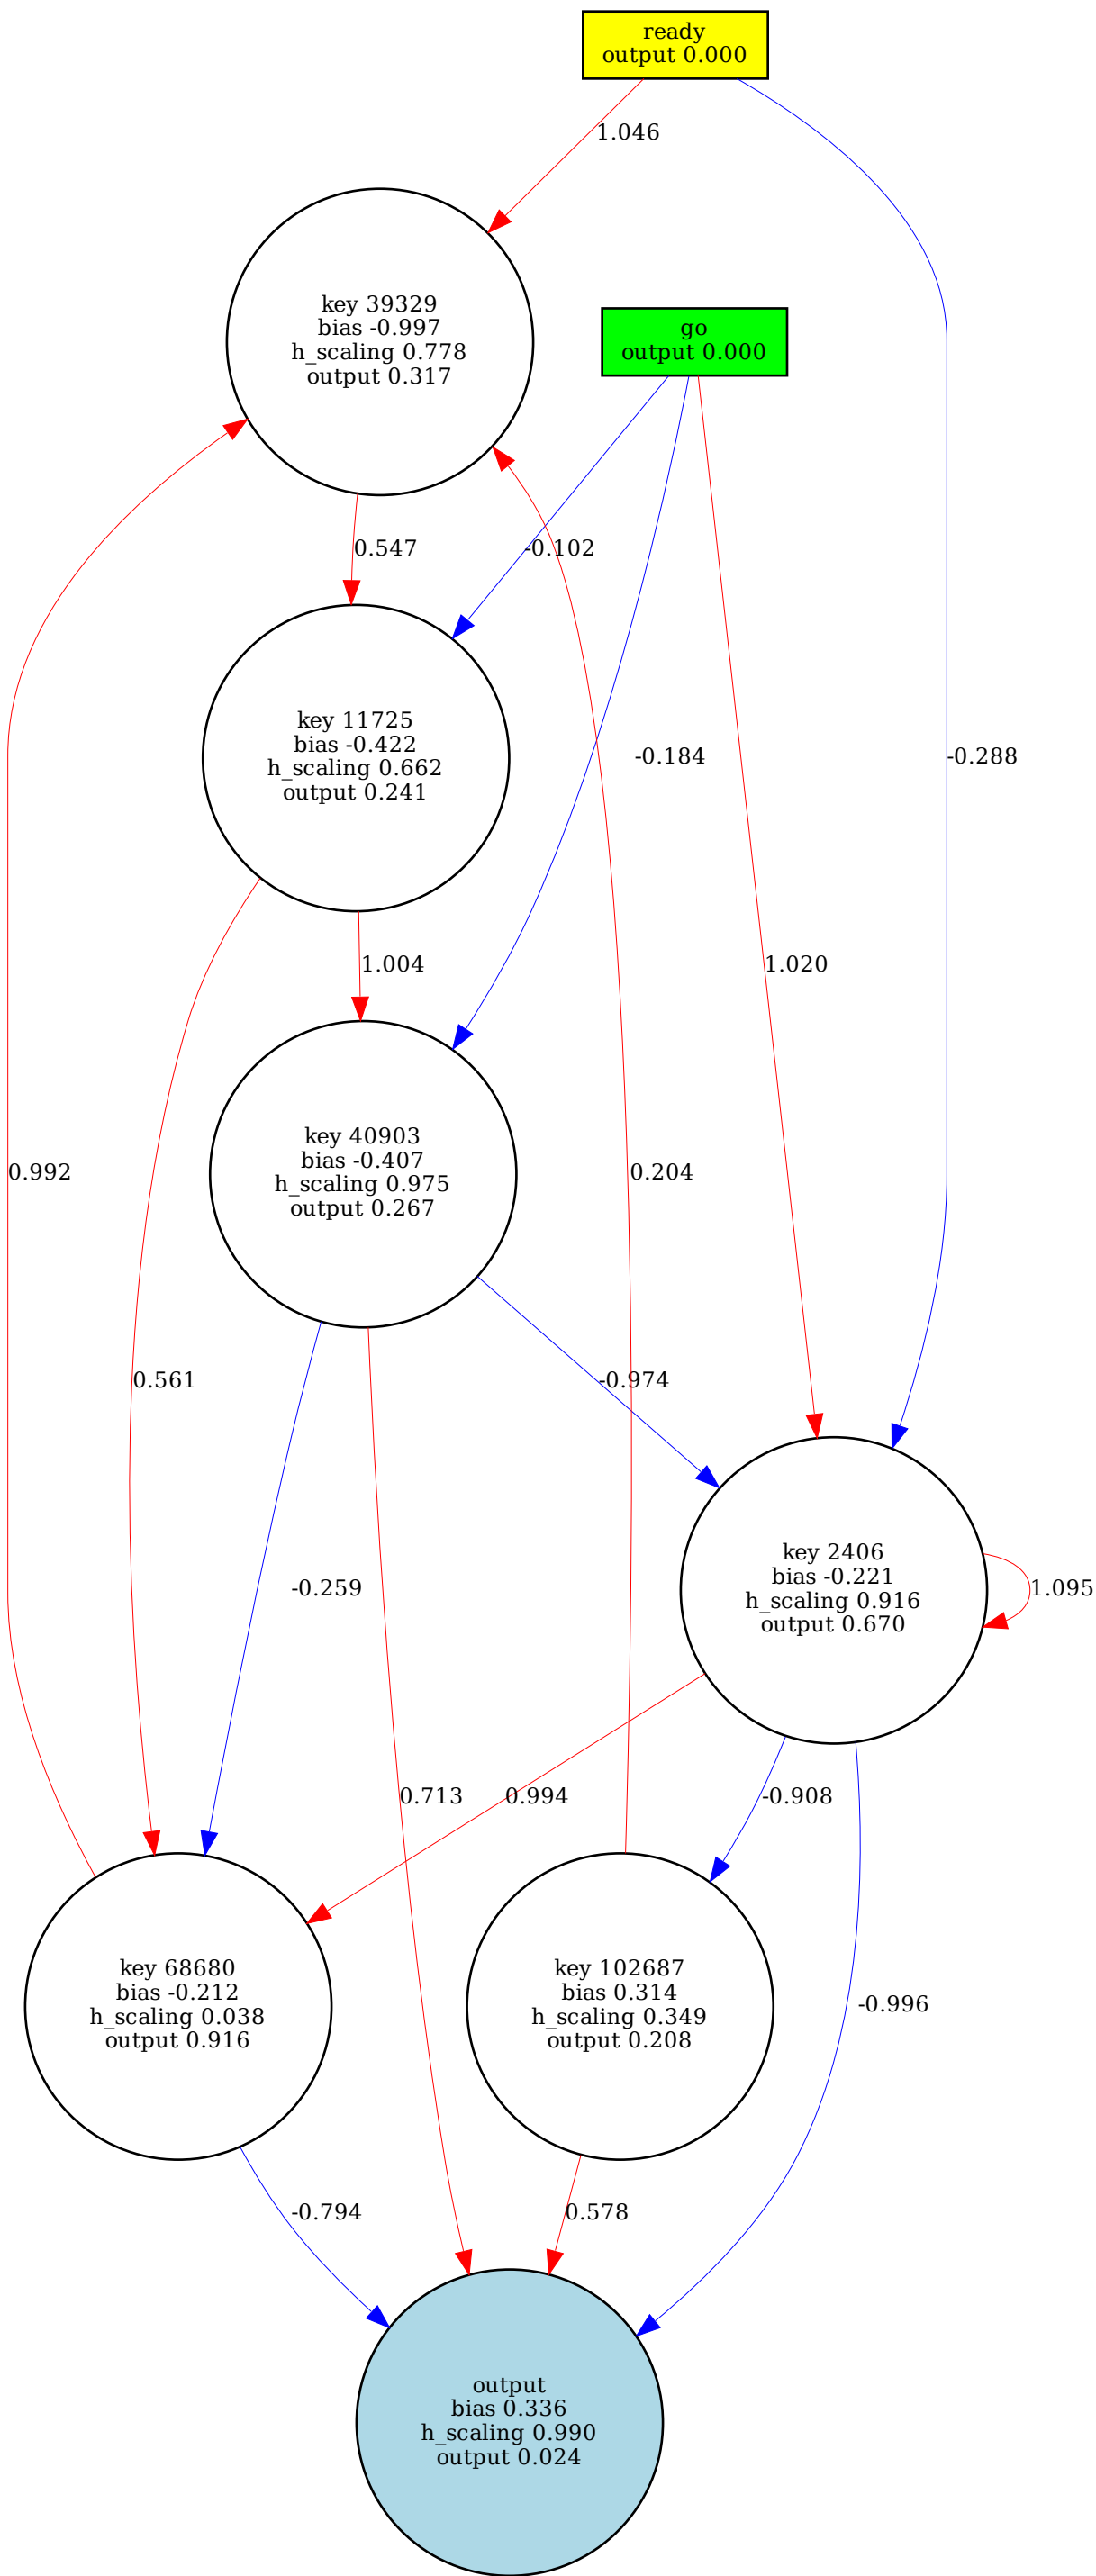 ready
output 0.000
1.046
key 39329
bias -0.997
h_scaling 0.778
output 0.317
go
output 0.000
0.547
-0.102
key 11725
bias -0.422
h_scaling 0.662
output 0.241
-0.184
-0.288
1.004
1.020
key 40903
bias -0.407
h_scaling 0.975
output 0.267
0.992
0.204
0.561
-0.974
key 2406
bias -0.221
h_scaling 0.916
output 0.670
-0.259
1.095
0.713
0.994
-0.908
key 68680
bias -0.212
h_scaling 0.038
output 0.916
key 102687
bias 0.314
h_scaling 0.349
output 0.208
-0.996
-0.794
0.578
output
bias 0.336
h_scaling 0.990
output 0.024